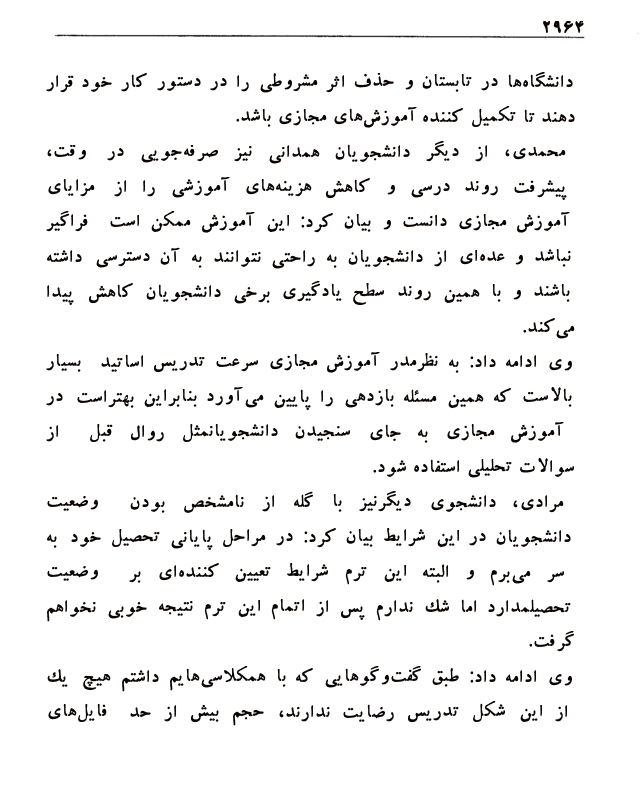 ۲۹۶۴
دانشگاه‌ها در تابستان و حذف اثر مشروطی را در دستور کار خود قرار
دهند تا تکمیل کننده آموزش‌های مجازی باشد.
محمدی، از دیگر دانشجویان همدانی نیز صرفه‌جویی در وقت،
پیشرفت روند درسی و کاهش هزینه‌های آموزشی را از مزایای
آموزش مجازی دانست و بیان کرد: این آموزش ممکن است فراگیر
نباشد و عده‌ای از دانشجویان به راحتی نتوانند به آن دسترسی داشته
باشند و با همین روند سطح یادگیری برخی دانشجویان کاهش پیدا
می‌کند.
وی ادامه داد: به نظرمدر آموزش مجازی سرعت تدریس اساتید بسیار
بالاست که همین مسئله بازدهی را پایین می‌آورد بنابراین بهتراست در
آموزش مجازی به جای سنجیدن دانشجویانمثل روال قبل از
سوالات تحلیلی استفاده شود.
مرادی، دانشجوی دیگرنیز با گله از نامشخص بودن وضعیت
دانشجویان در این شرایط بیان کرد: در مراحل پایانی تحصیل خود به
سر می‌برم و البته این ترم شرایط تعیین کننده‌ای بر وضعیت
تحصیلمدارد اما شك ندارم پس از اتمام این ترم نتیجه خوبی نخواهم
گرفت.
وی ادامه داد: طبق گفت‌وگوهایی که با همکلاسی‌هایم داشتم هیچ یك
از این شکل تدریس رضایت ندارند، حجم بیش از حد فایل‌های